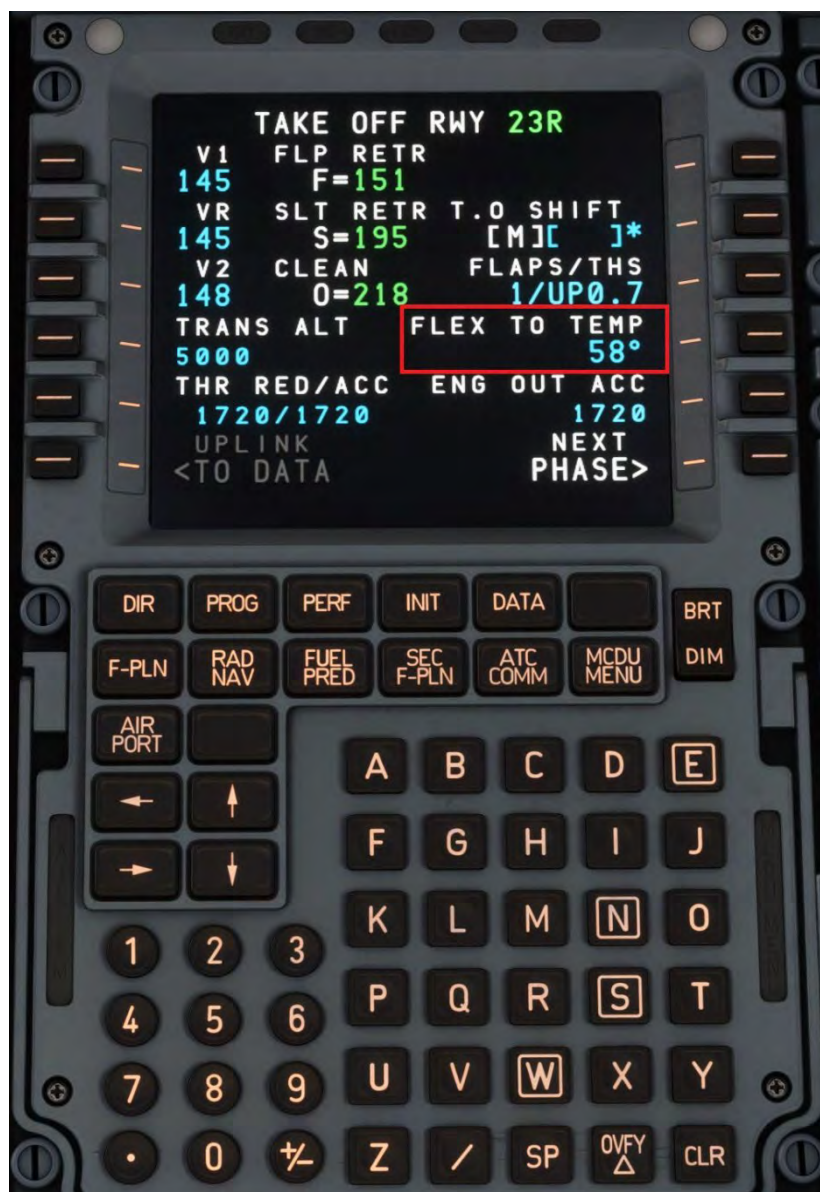 TAKE OFF RWY 23R
V1 FLP RETR
145 F=151
VR SLT RETR T.O SHIFT
145 S=195 [M][ ]*
V2 CLEAN FLAPS/THS
148 O=218 1/UP0.7
TRANS ALT FLEX TO TEMP
5000 58°
THR RED/ACC ENG OUT ACC
1720/1720 1720
UPLINK NEXT
<TO DATA PHASE>
DIR PROG PERF INIT DATA BRT
F-PLN RAD NAV FUEL PRED SEC F-PLN ATC COMM MCDU MENU DIM
AIR PORT
← ↑ A B C D E
→ ↓ F G H I J
1 2 3 K L M N O
4 5 6 P Q R S T
7 8 9 U V W X Y
. 0 +/- Z / SP OVFY Δ CLR